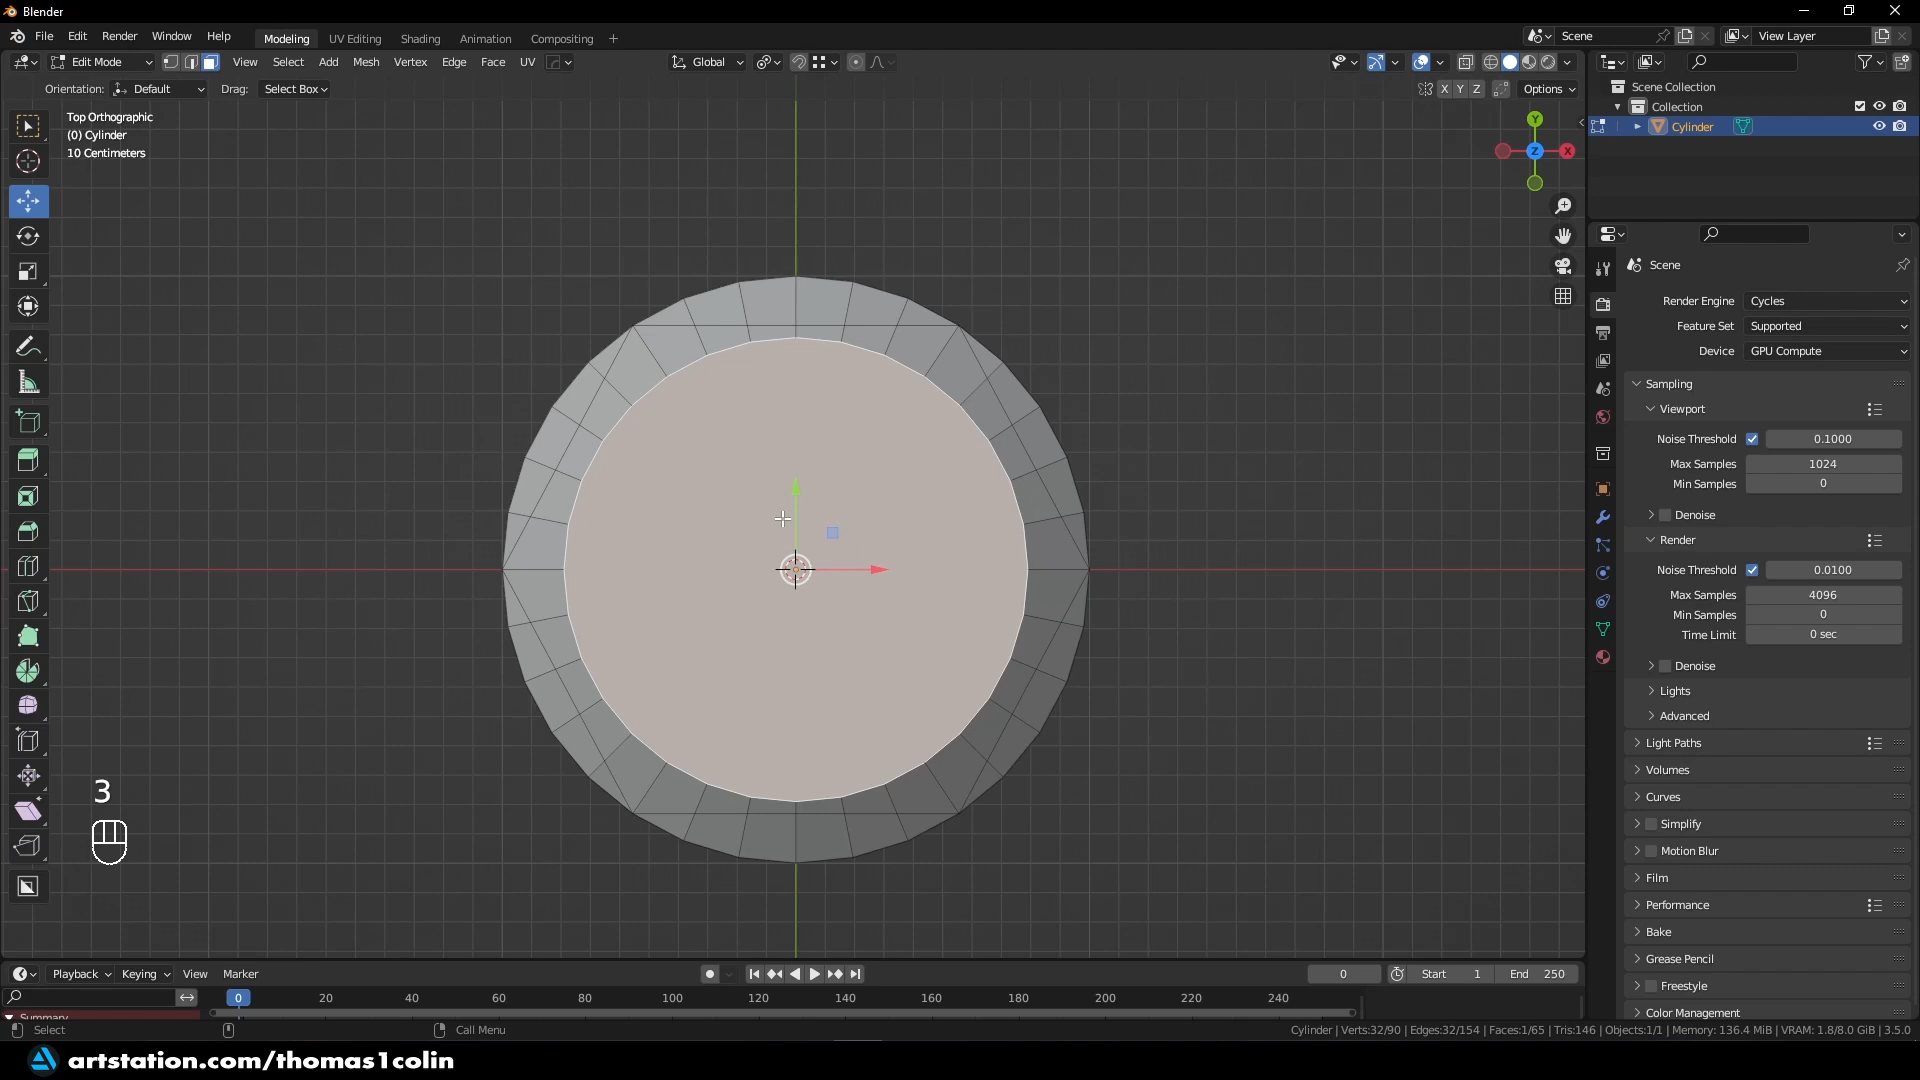 Blender
File Edit Render Window Help
Modeling UV Editing Shading Animation Compositing +
Scene
View Layer
Edit Mode View Select Add Mesh Vertex Edge Face UV
Global
Orientation: Default Drag: Select Box
X Y Z Options
Top Orthographic
(0) Cylinder
10 Centimeters
Y
Z
X
Scene Collection
Collection
Cylinder
Scene
Render Engine Cycles
Feature Set Supported
Device GPU Compute
Sampling
Viewport
Noise Threshold 0.1000
Max Samples 1024
Min Samples 0
Denoise
Render
Noise Threshold 0.0100
Max Samples 4096
Min Samples 0
Time Limit 0 sec
Denoise
Lights
Advanced
Light Paths
Volumes
Curves
Simplify
Motion Blur
Film
Performance
Bake
Grease Pencil
Freestyle
Color Management
3
Playback Keying View Marker
0 Start 1 End 250
0 20 40 60 80 100 120 140 160 180 200 220 240
Summary
Select Call Menu
Cylinder | Verts:32/90 | Edges:32/154 | Faces:1/65 | Tris:146 | Objects:1/1 | Memory: 136.4 MiB | VRAM: 1.8/8.0 GiB | 3.5.0
artstation.com/thomas1colin